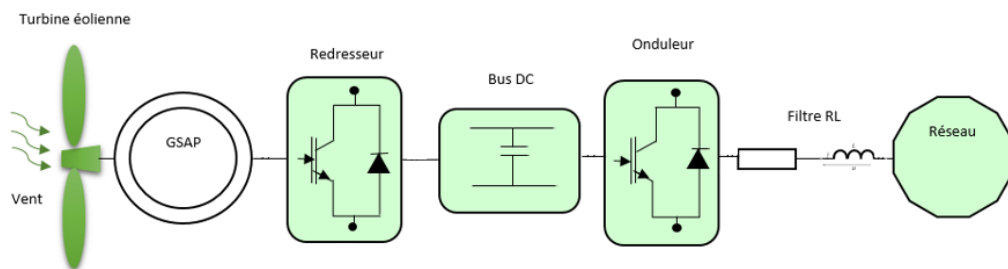 Turbine éolienne
Redresseur
Onduleur
Bus DC
Filtre RL
GSAP
Réseau
Vent